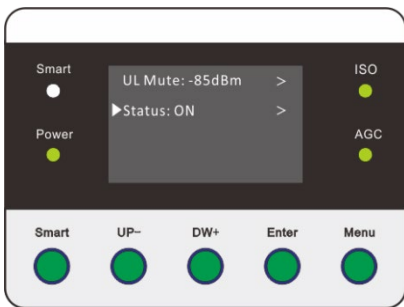 Smart
ISO
UL Mute: -85dBm >
▶Status: ON >
Power
AGC
Smart UP− DW+ Enter Menu